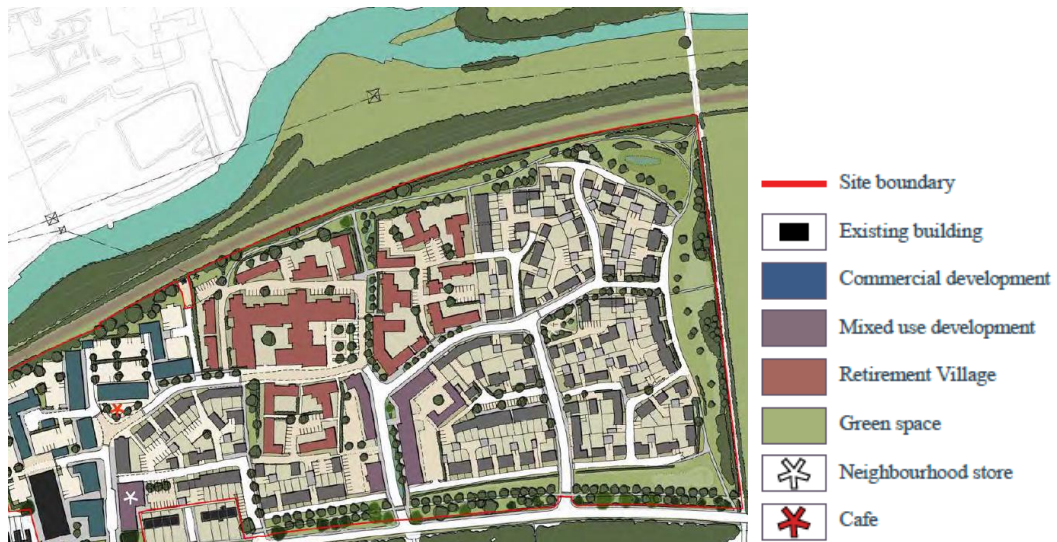 Site boundary
Existing building
Commercial development
Mixed use development
Retirement Village
Green space
Neighbourhood store
Cafe